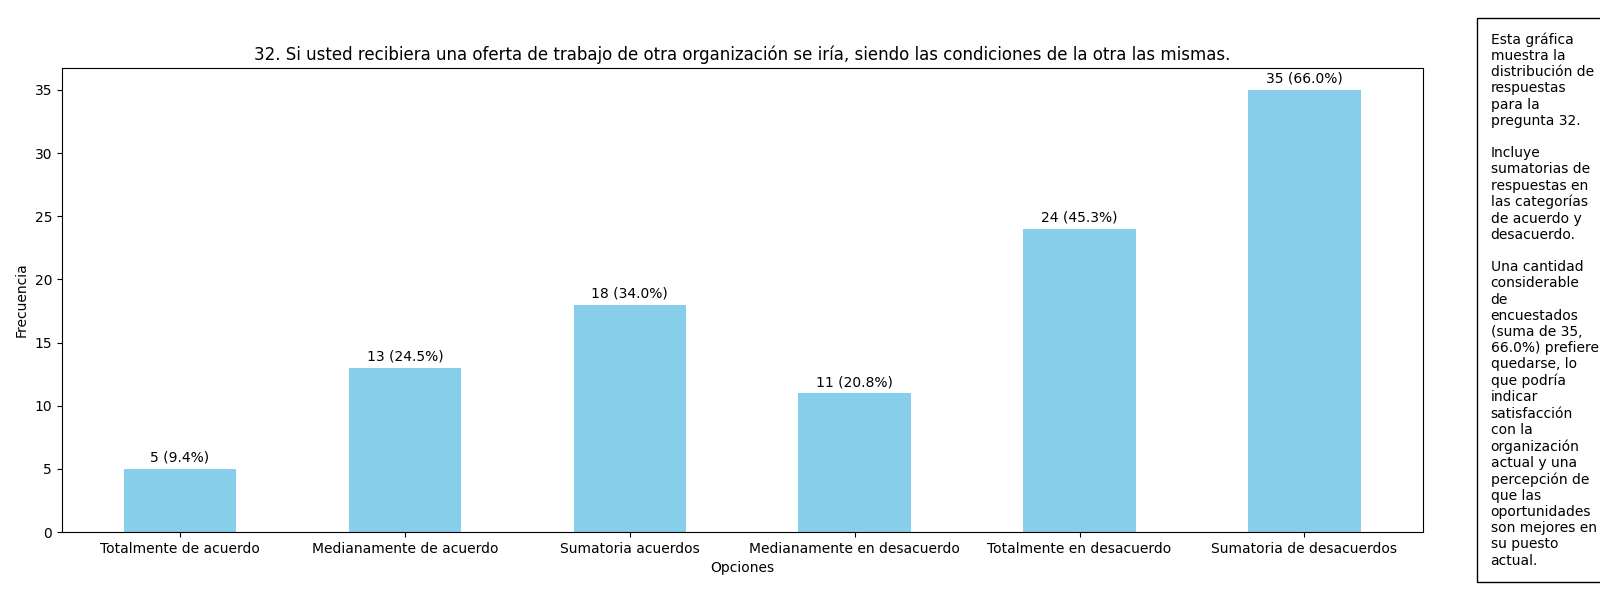 32. Si usted recibiera una oferta de trabajo de otra organización se iría, siendo las condiciones de la otra las mismas.
35 (66.0%)
24 (45.3%)
18 (34.0%)
13 (24.5%)
11 (20.8%)
5 (9.4%)
35
30
25
20
15
10
5
0
Frecuencia
Totalmente de acuerdo
Medianamente de acuerdo
Sumatoria acuerdos
Medianamente en desacuerdo
Totalmente en desacuerdo
Sumatoria de desacuerdos
Opciones
Esta gráfica
muestra la
distribución de
respuestas
para la
pregunta 32.
Incluye
sumatorias de
respuestas en
las categorías
de acuerdo y
desacuerdo.
Una cantidad
considerable
de
encuestados
(suma de 35,
66.0%) prefiere
quedarse, lo
que podría
indicar
satisfacción
con la
organización
actual y una
percepción de
que las
oportunidades
son mejores en
su puesto
actual.